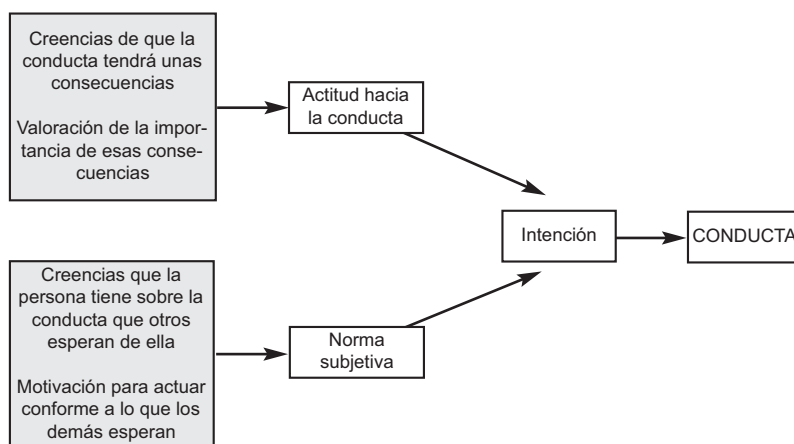 Creencias de que la
conducta tendrá unas
consecuencias
Valoración de la impor-
tancia de esas conse-
cuencias
Actitud hacia
la conducta
Intención
CONDUCTA
Creencias que la
persona tiene sobre la
conducta que otros
esperan de ella
Motivación para actuar
conforme a lo que los
demás esperan
Norma
subjetiva